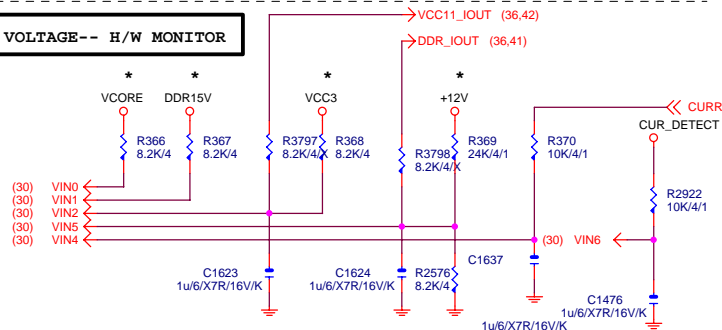 VCC11_IOUT (36,42)
VOLTAGE-- H/W MONITOR
DDR_IOUT (36,41)
* * * *
VCORE DDR15V VCC3 +12V
CURR
CUR_DETECT
R366
8.2K/4
R367
8.2K/4
R3797
8.2K/4/X
R368
8.2K/4
R3798
8.2K/4/X
R369
24K/4/1
R370
10K/4/1
R2922
10K/4/1
(30) VIN0
(30) VIN1
(30) VIN2
(30) VIN5
(30) VIN4
(30) VIN6
C1623
1u/6/X7R/16V/K
C1624
1u/6/X7R/16V/K
R2576
8.2K/4
C1637
1u/6/X7R/16V/K
C1476
1u/6/X7R/16V/K